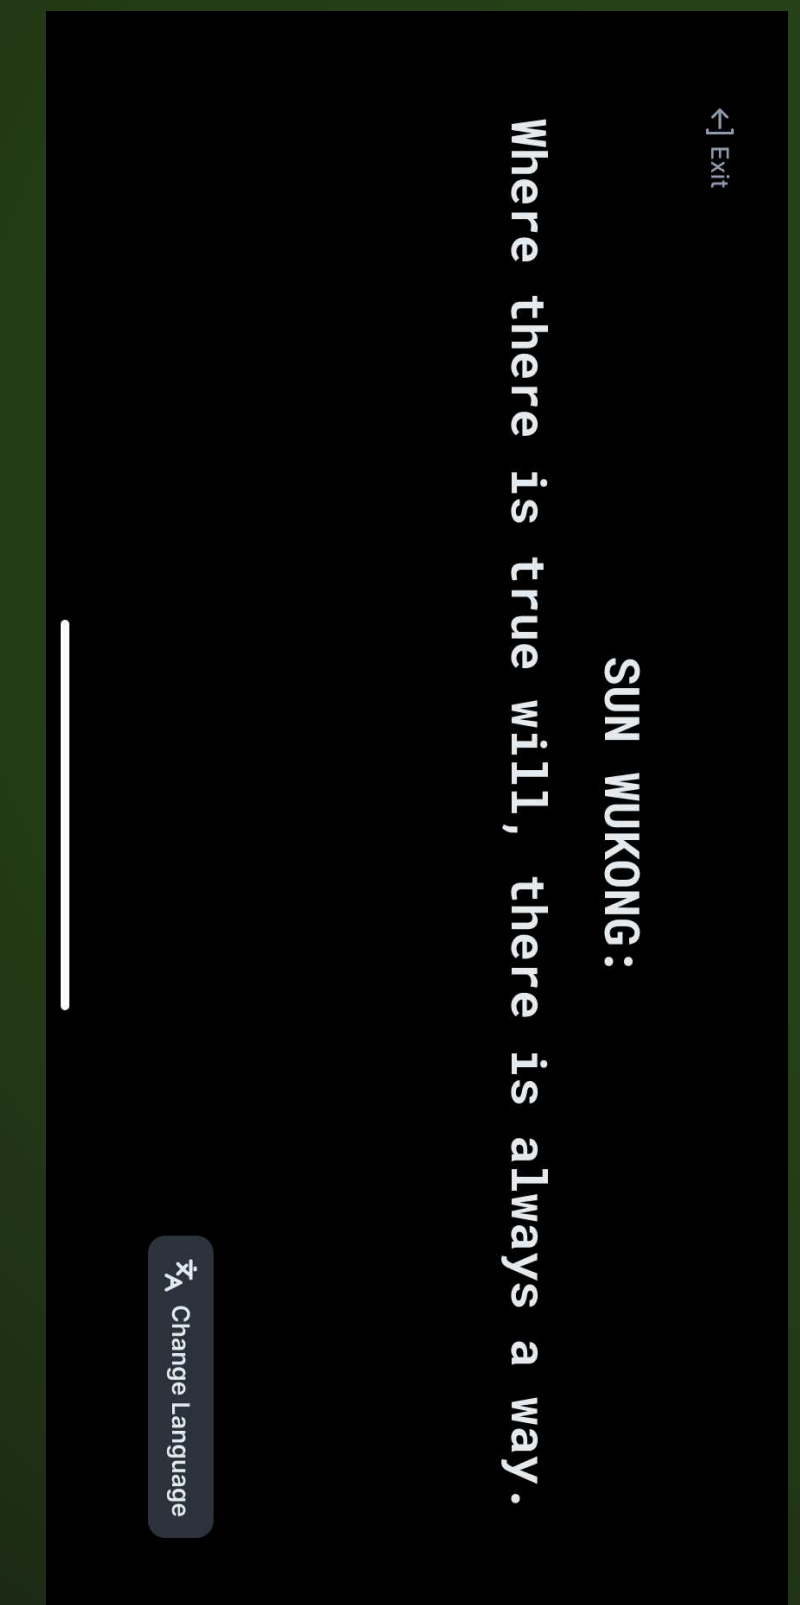 Exit
SUN WUKONG:
Where there is true will, there is always a way.
Change Language